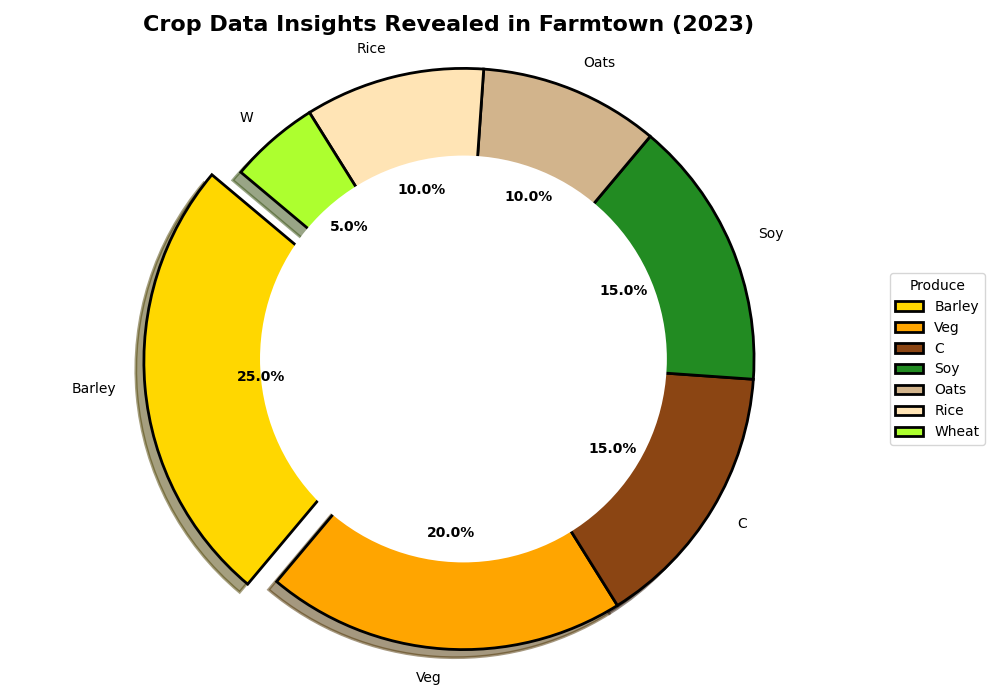 Crop Data Insights Revealed in Farmtown (2023)
Rice
Oats
W
Soy
Barley
C
Veg
10.0%
10.0%
5.0%
15.0%
25.0%
15.0%
20.0%
Produce
Barley
Veg
C
Soy
Oats
Rice
Wheat